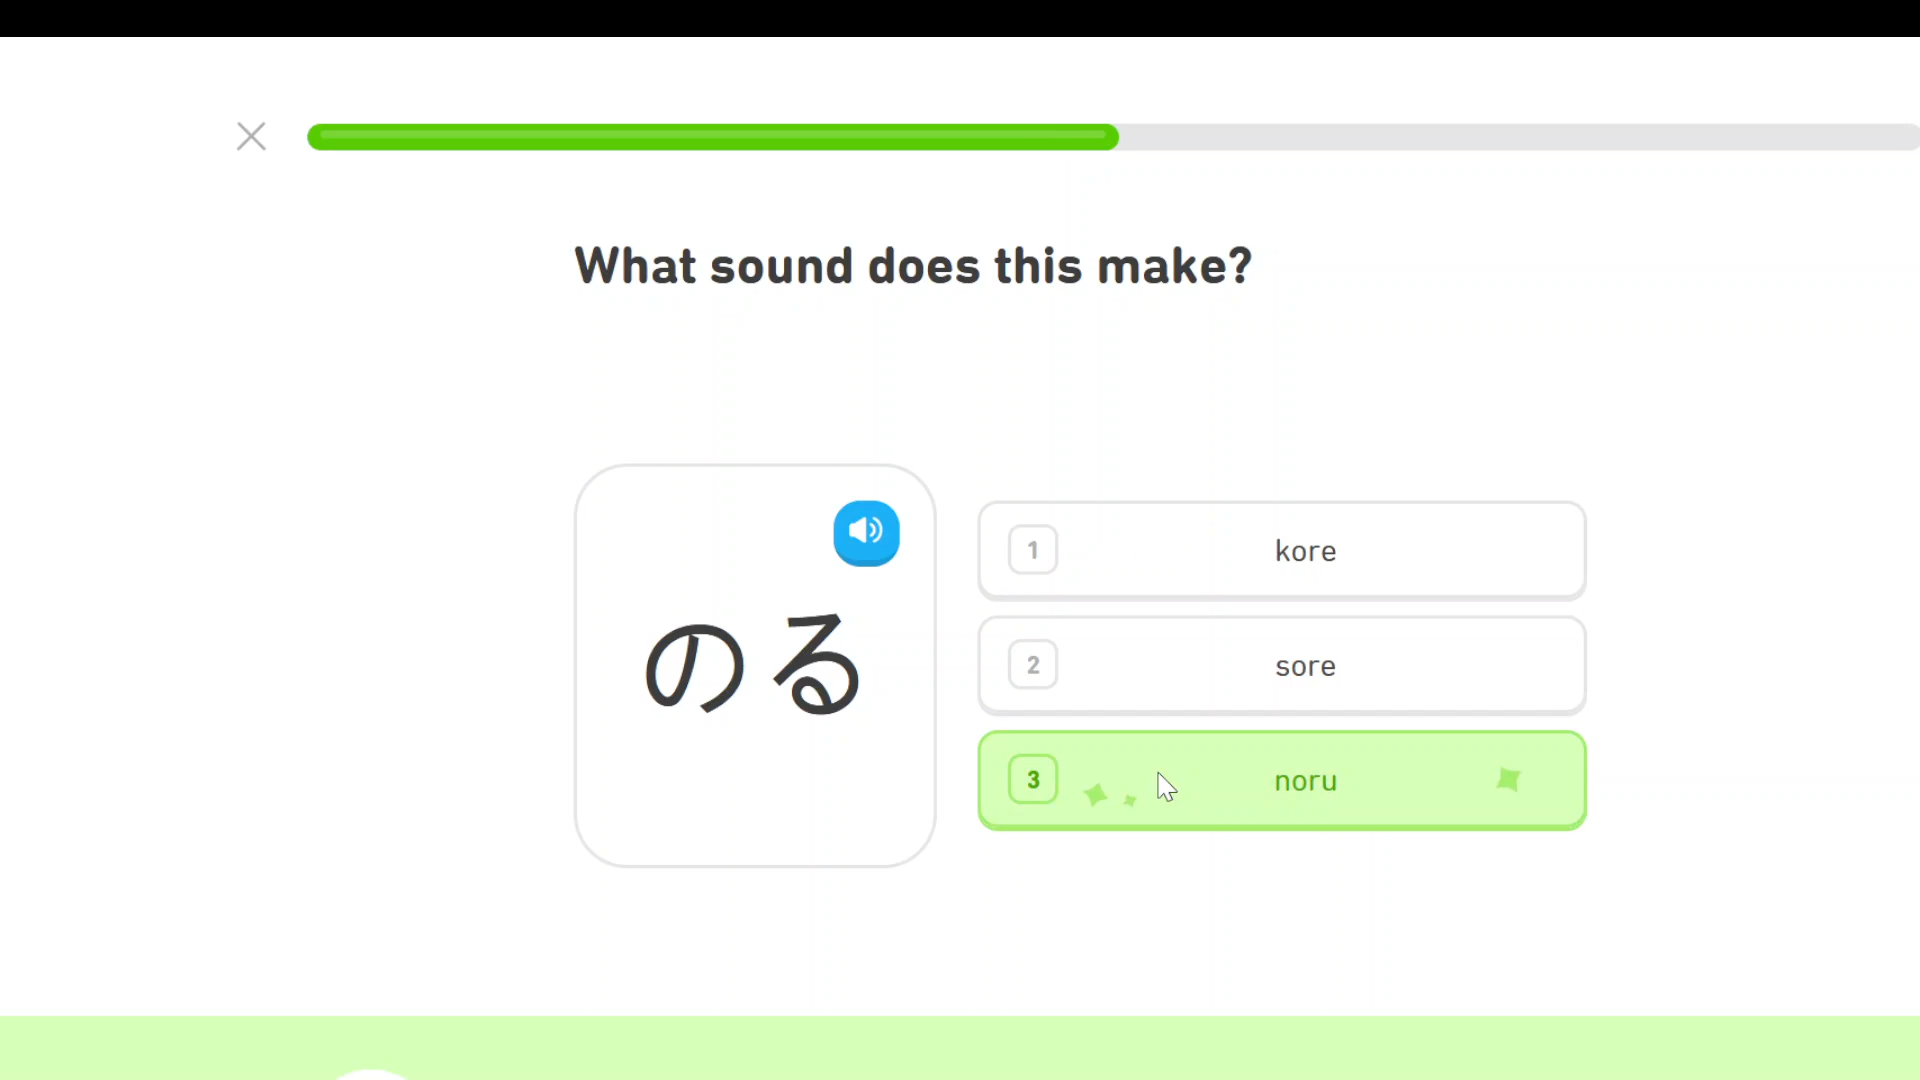 What sound does this make?
のる
1 kore
2 sore
3 noru